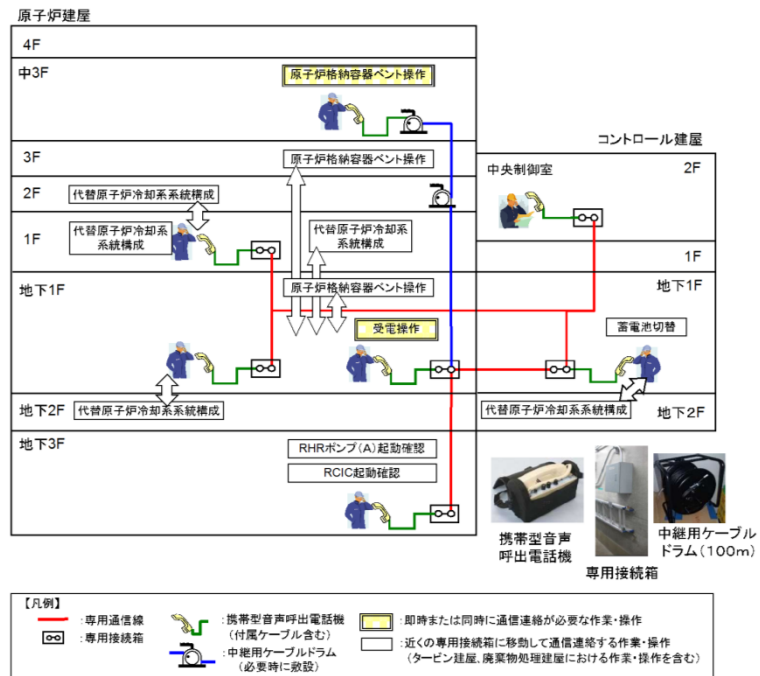 原子炉建屋
4F
中3F
原子炉格納容器ベント操作
コントロール建屋
3F
原子炉格納容器ベント操作
中央制御室
2F
2F
代替原子炉冷却系系統構成
1F
代替原子炉冷却系
系統構成
代替原子炉冷却系
系統構成
1F
地下1F
原子炉格納容器ベント操作
地下1F
受電操作
蓄電池切替
地下2F
代替原子炉冷却系系統構成
代替原子炉冷却系系統構成
地下2F
地下3F
RHRポンプ(A)起動確認
RCIC起動確認
携帯型音声
呼出電話機
専用接続箱
中継用ケーブル
ドラム(100m)
【凡例】
:専用通信線
:専用接続箱
:携帯型音声呼出電話機
(付属ケーブル含む)
:中継用ケーブルドラム
(必要時に敷設)
:即時または同時に通信連絡が必要な作業・操作
:近くの専用接続箱に移動して通信連絡する作業・操作
(タービン建屋、廃棄物処理建屋における作業・操作を含む)